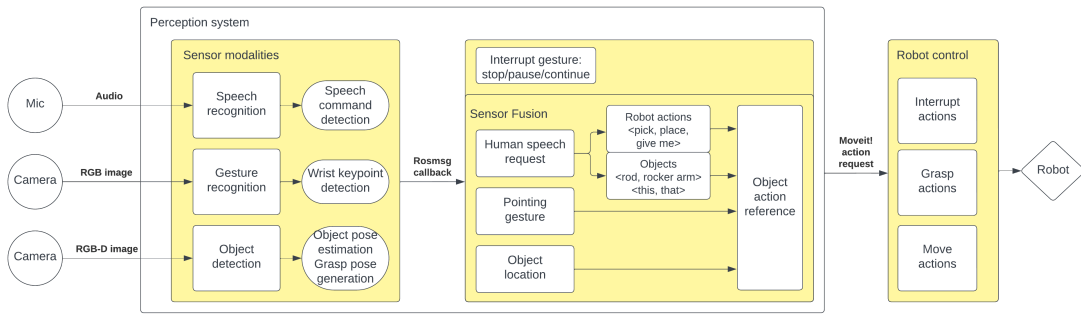 Perception system
Sensor modalities
Mic
Audio
Speech
recognition
Speech
command
detection
Camera
RGB image
Gesture
recognition
Wrist keypoint
detection
Camera
RGB-D image
Object
detection
Object pose
estimation
Grasp pose
generation
Rosmsg
callback
Interrupt gesture:
stop/pause/continue
Sensor Fusion
Human speech
request
Robot actions
<pick, place,
give me>
Objects
<rod, rocker arm>
<this, that>
Pointing
gesture
Object
location
Object
action
reference
Moveit!
action
request
Robot control
Interrupt
actions
Grasp
actions
Move
actions
Robot